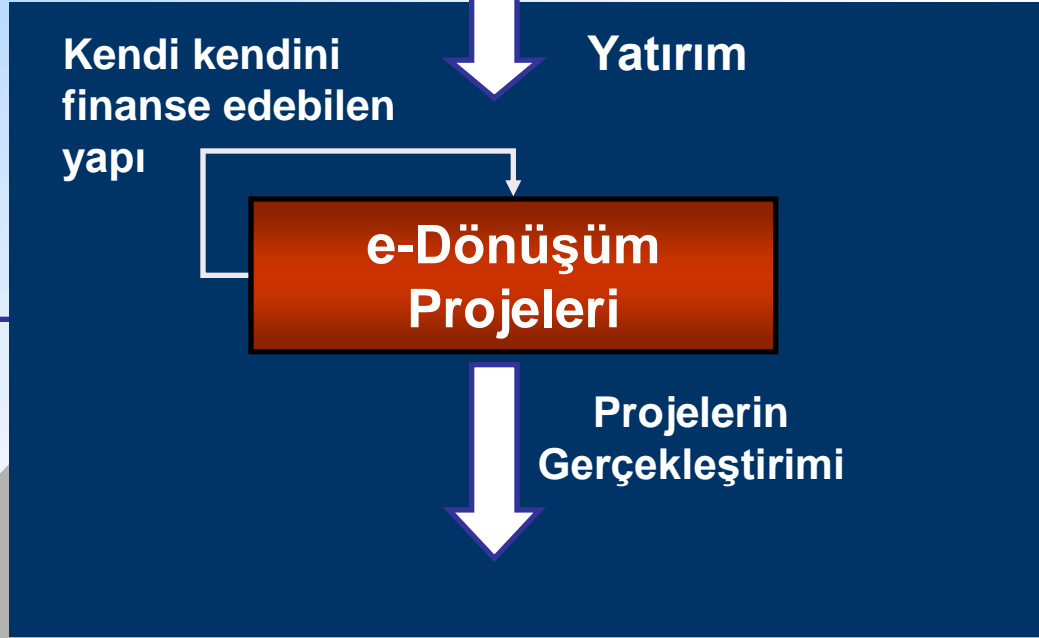 Kendi kendini
finanse edebilen
yapı
Yatırım
e-Dönüşüm
Projeleri
Projelerin
Gerçekleştirimi